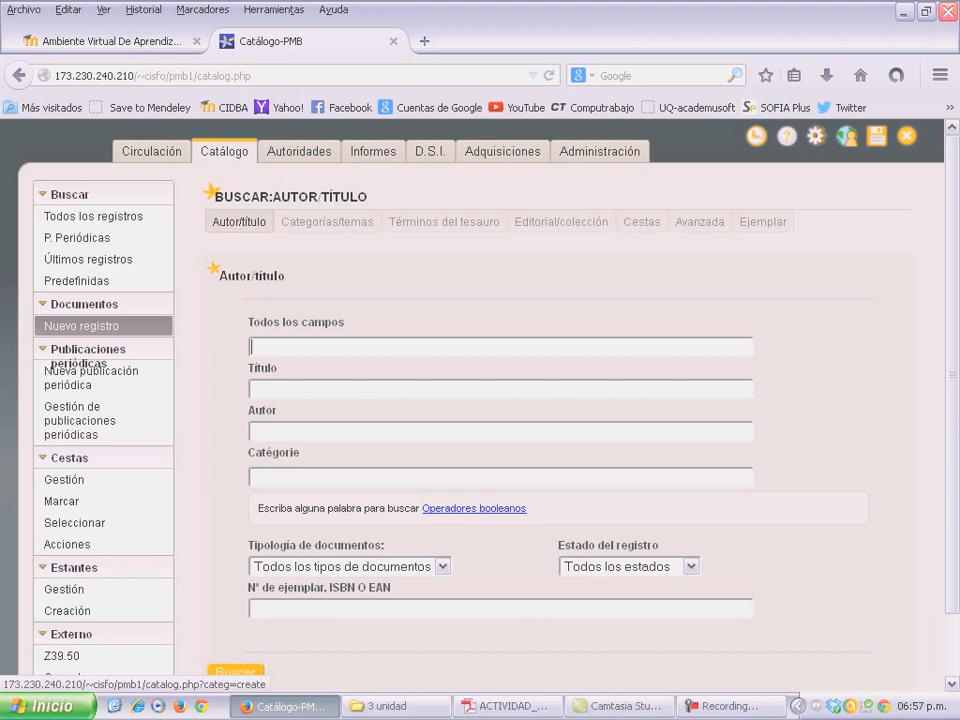 Archivo Editar Ver Historial Marcadores Herramientas Ayuda
Ambiente Virtual De Aprendiz... Catálogo-PMB
173.230.240.210/~cisfo/pmb1/catalog.php Google
Más visitados Save to Mendeley CIDBA Yahoo! Facebook Cuentas de Google YouTube CT Computrabajo UQ-academusoft SOFIA Plus Twitter
Circulación Catálogo Autoridades Informes D.S.I. Adquisiciones Administración
Buscar
Todos los registros
P. Periódicas
Últimos registros
Predefinidas
Documentos
Nuevo registro
Publicaciones
periódicas
Nueva publicación
periódica
Gestión de
publicaciones
periódicas
Cestas
Gestión
Marcar
Seleccionar
Acciones
Estantes
Gestión
Creación
Externo
Z39.50
BUSCAR:AUTOR/TÍTULO
Autor/título Categorías/temas Términos del tesauro Editorial/colección Cestas Avanzada Ejemplar
Autor/título
Todos los campos
Título
Autor
Catégorie
Escriba alguna palabra para buscar Operadores booleanos
Tipología de documentos: Estado del registro
Todos los tipos de documentos Todos los estados
Nº de ejemplar, ISBN O EAN
Buscar
173.230.240.210/~cisfo/pmb1/catalog.php?categ=create
Inicio Catálogo-PM... 3 unidad ACTIVIDAD_... Camtasia Stu... Recording... 06:57 p.m.